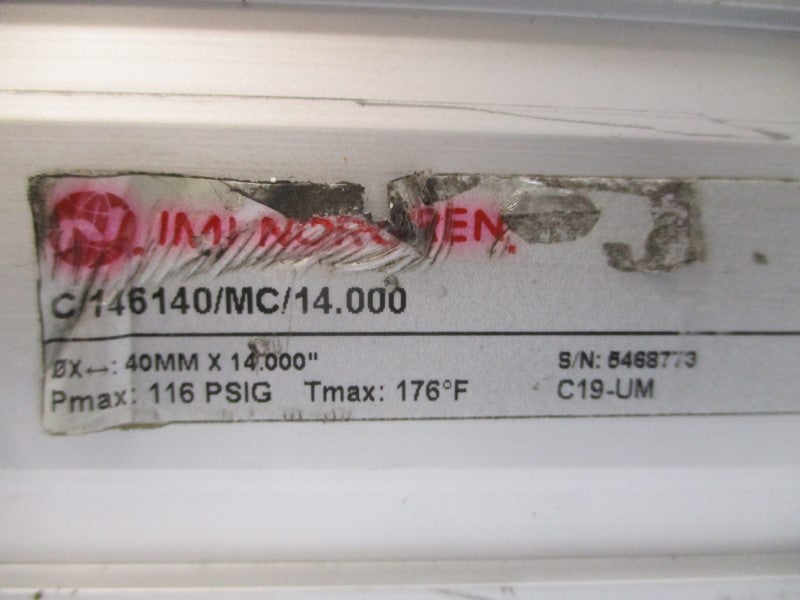 IMI NORGREN
C/146140/MC/14.000
ØX↔: 40MM X 14.000"
S/N: 5468773
Pmax: 116 PSIG Tmax: 176°F
C19-UM